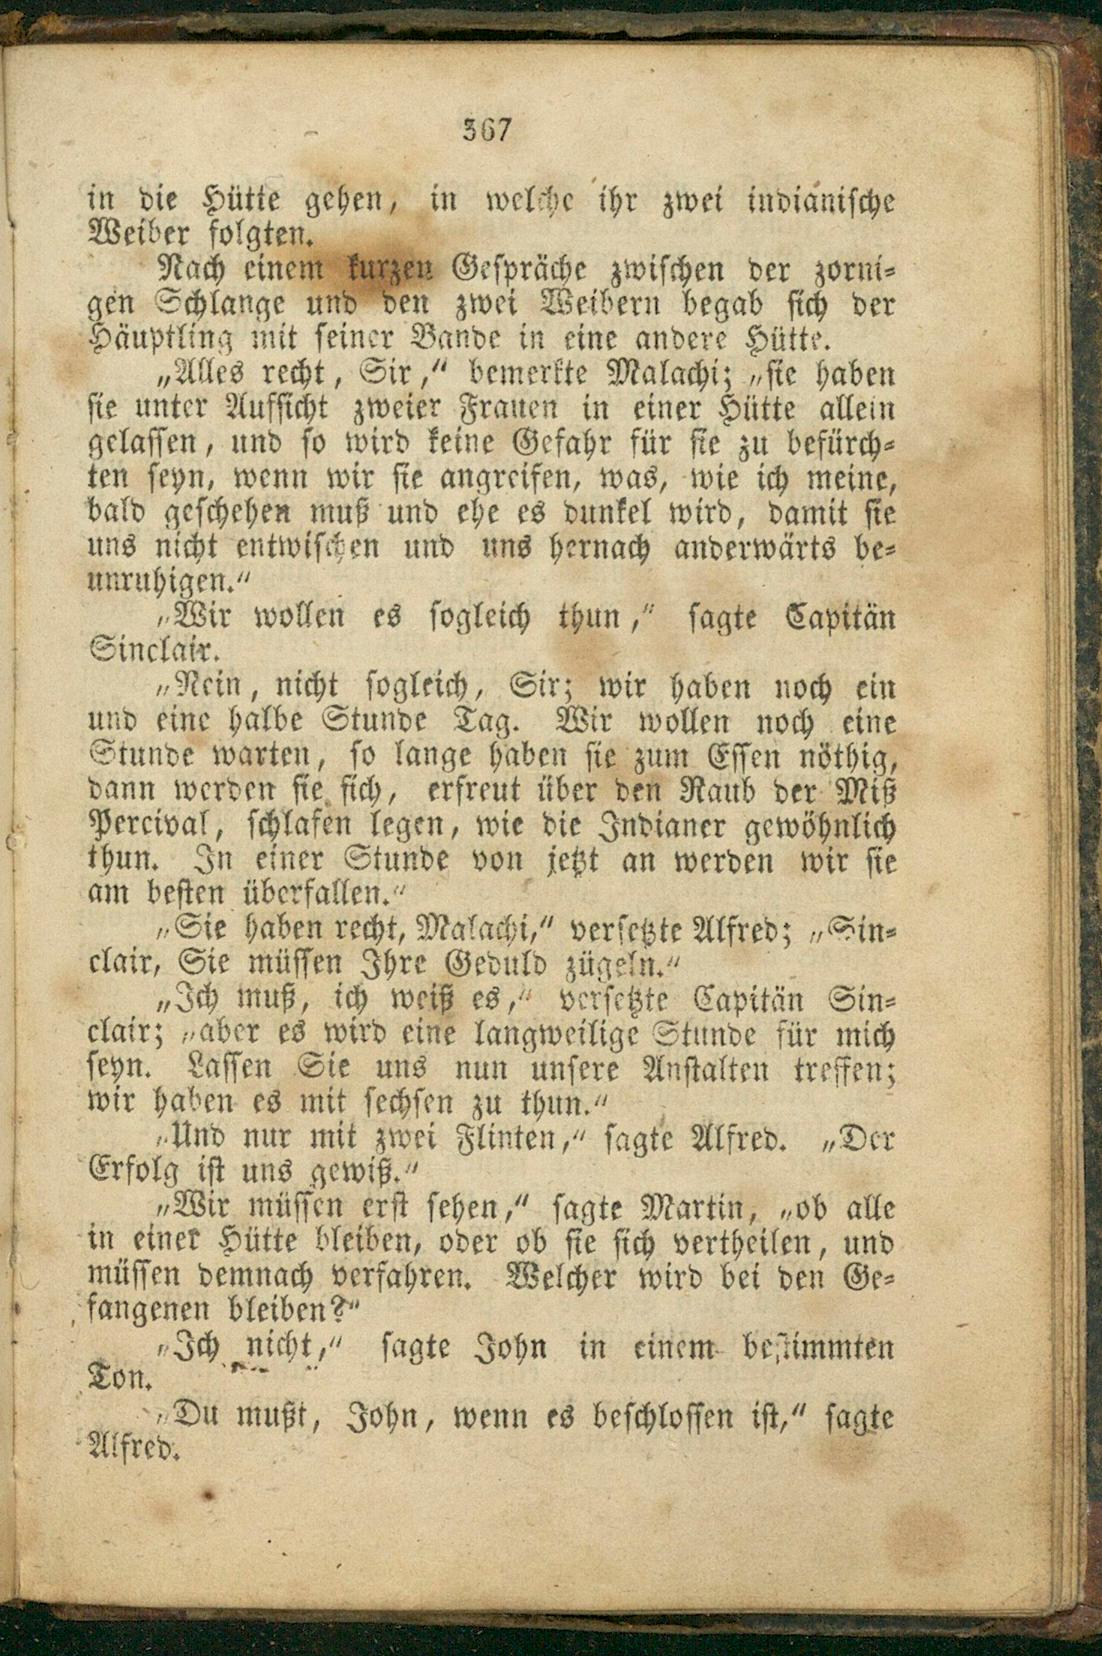 367
in die Hütte gehen, in welche ihr zwei indianische
Weiber folgten.
Nach einem kurzen Gespräche zwischen der zorni-
gen Schlange und den zwei Weibern begab sich der
Häuptling mit seiner Bande in eine andere Hütte.
„Alles recht, Sir,“ bemerkte Malachi; „sie haben
sie unter Aufsicht zweier Frauen in einer Hütte allein
gelassen, und so wird keine Gefahr für sie zu befürch-
ten seyn, wenn wir sie angreifen, was, wie ich meine,
bald geschehen muß und ehe es dunkel wird, damit sie
uns nicht entwischen und uns hernach anderwärts be-
unruhigen.“
„Wir wollen es sogleich thun,“ sagte Capitän
Sinclair.
„Nein, nicht sogleich, Sir; wir haben noch ein
und eine halbe Stunde Tag. Wir wollen noch eine
Stunde warten, so lange haben sie zum Essen nöthig,
dann werden sie sich, erfreut über den Raub der Miß
Percival, schlafen legen, wie die Indianer gewöhnlich
thun. In einer Stunde von jetzt an werden wir sie
am besten überfallen.“
„Sie haben recht, Malachi,“ versetzte Alfred; „Sin-
clair, Sie müssen Ihre Geduld zügeln.“
„Ich muß, ich weiß es,“ versetzte Capitän Sin-
clair; „aber es wird eine langweilige Stunde für mich
seyn. Lassen Sie uns nun unsere Anstalten treffen;
wir haben es mit sechsen zu thun.“
„Und nur mit zwei Flinten,“ sagte Alfred. „Der
Erfolg ist uns gewiß.“
„Wir müssen erst sehen,“ sagte Martin, „ob alle
in einer Hütte bleiben, oder ob sie sich vertheilen, und
müssen demnach verfahren. Welcher wird bei den Ge-
fangenen bleiben?“
„Ich nicht,“ sagte John in einem bestimmten
Ton.
„Du mußt, John, wenn es beschlossen ist,“ sagte
Alfred.